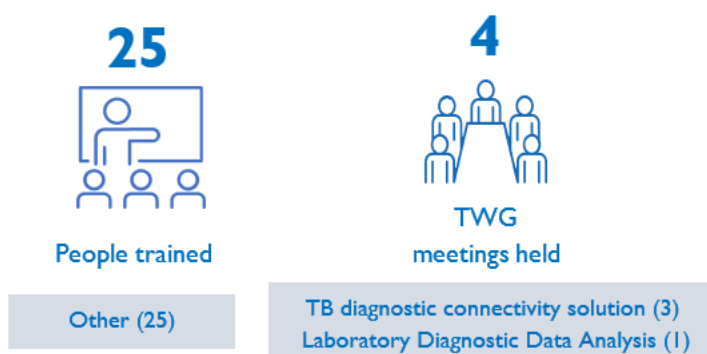 25
People trained
Other (25)
4
TWG
meetings held
TB diagnostic connectivity solution (3)
Laboratory Diagnostic Data Analysis (1)